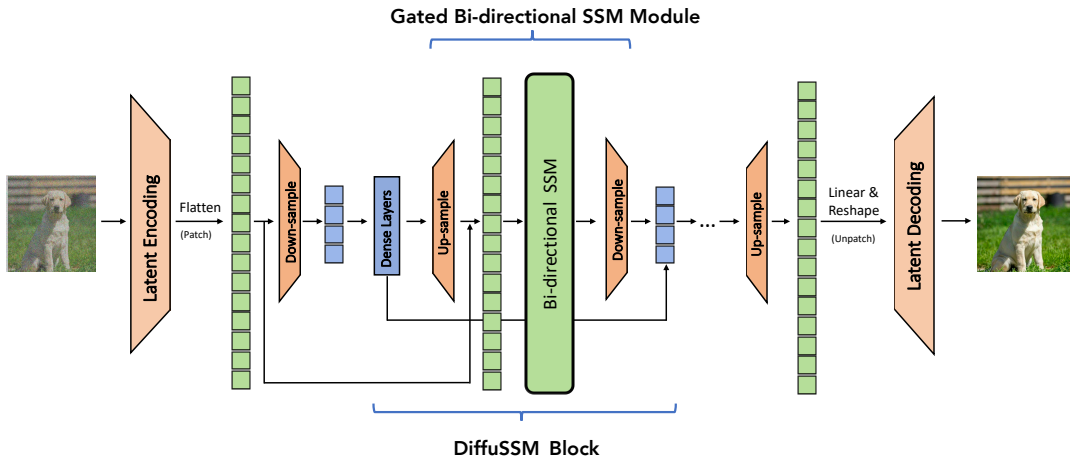 Gated Bi-directional SSM Module
Latent Encoding
Flatten
(Patch)
Down-sample
Dense Layers
Up-sample
Bi-directional SSM
Down-sample
...
Up-sample
Linear &
Reshape
(Unpatch)
Latent Decoding
DiffuSSM Block